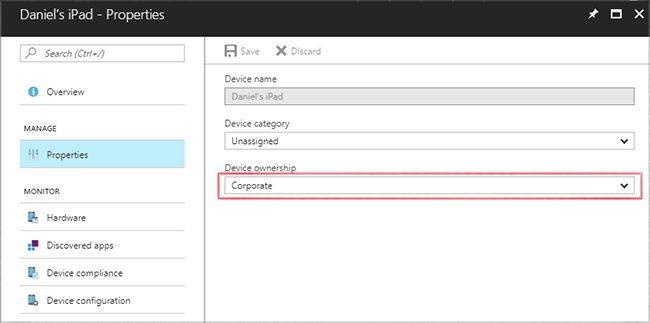 Daniel's iPad - Properties
Search (Ctrl+/)
Overview
MANAGE
Properties
MONITOR
Hardware
Discovered apps
Device compliance
Device configuration
Save Discard
Device name
Daniel's iPad
Device category
Unassigned
Device ownership
Corporate